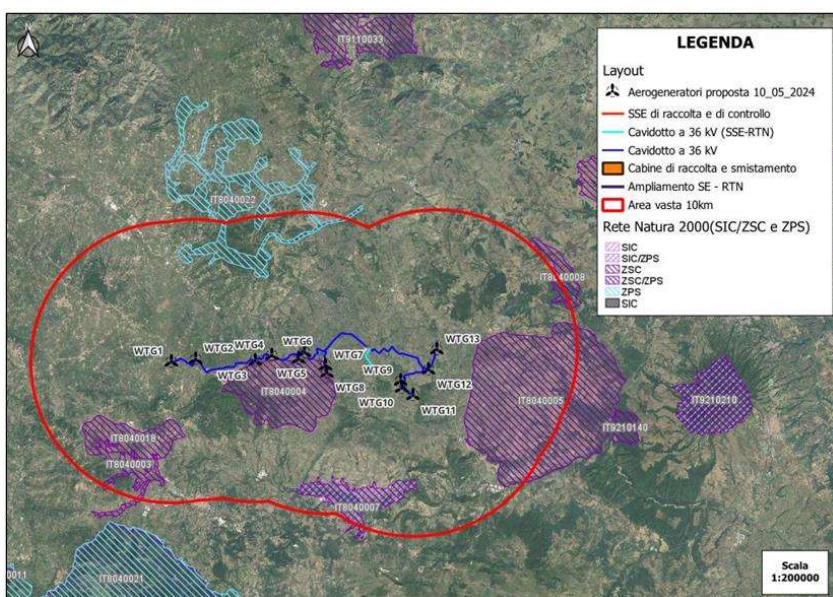 IT9110033
LEGENDA
Layout
Aerogeneratori proposta 10_05_2024
SSE di raccolta e di controllo
Cavidotto a 36 kV (SSE-RTN)
Cavidotto a 36 kV
Cabine di raccolta e smistamento
Ampliamento SE - RTN
Area vasta 10km
Rete Natura 2000(SIC/ZSC e ZPS)
SIC
SIC/ZPS
ZSC
ZSC/ZPS
ZPS
SIC
IT8040022
IT8040008
WTG1
WTG2
WTG4
WTG6
WTG7
WTG13
WTG3
WTG5
WTG9
WTG8
WTG12
WTG10
WTG11
IT8040004
IT8040005
IT9210210
IT9210140
IT8040018
IT8040003
IT8040007
IT8040021
0011
Scala
1:200000